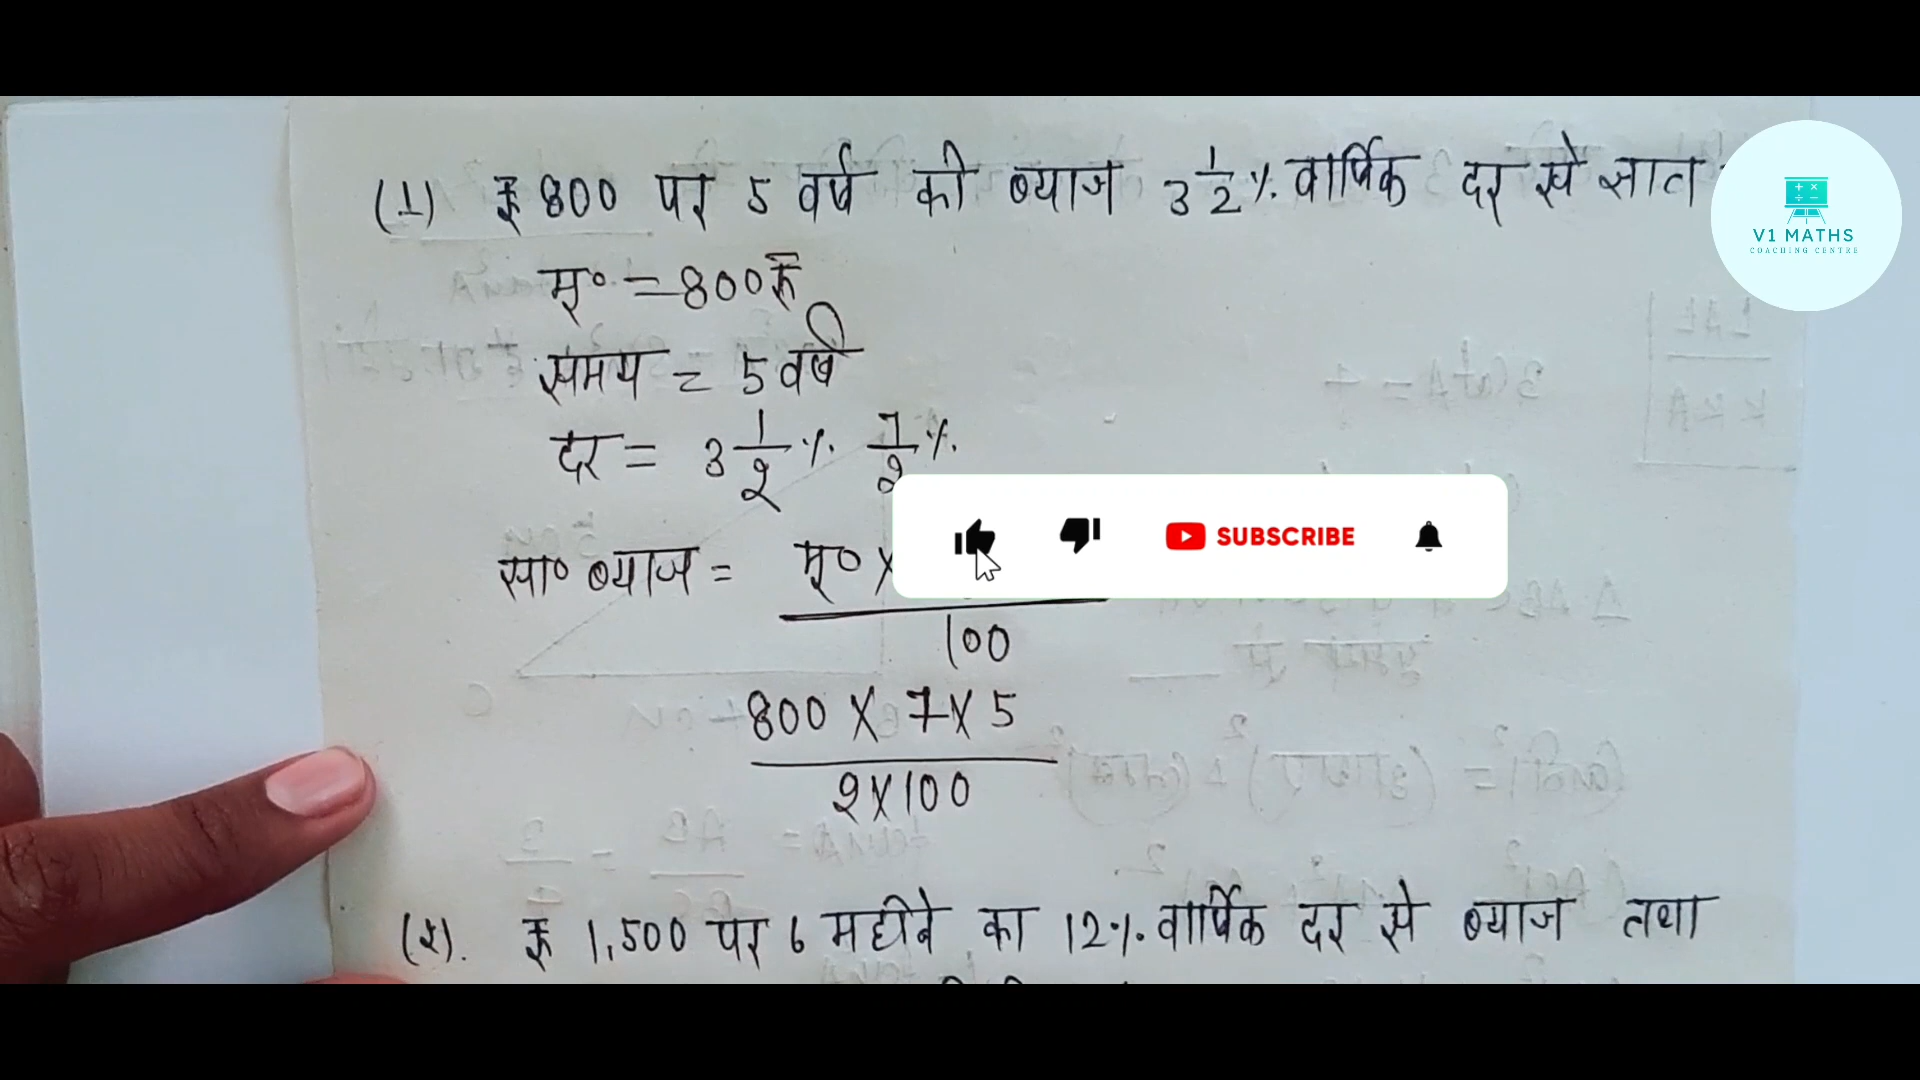 (1) रु 800 पर 5 वर्ष की ब्याज 3 1/2 % वार्षिक दर से ज्ञात
मू० = 800 रु
समय = 5 वर्ष
दर = 3 1/2 % 7/2 %
सा० ब्याज = मू० ×
100
800 × 7 × 5
2 × 100
(२). रु 1,500 पर 6 महीने का 12% वार्षिक दर से ब्याज तथा
V1 MATHS
COACHING CENTRE
SUBSCRIBE